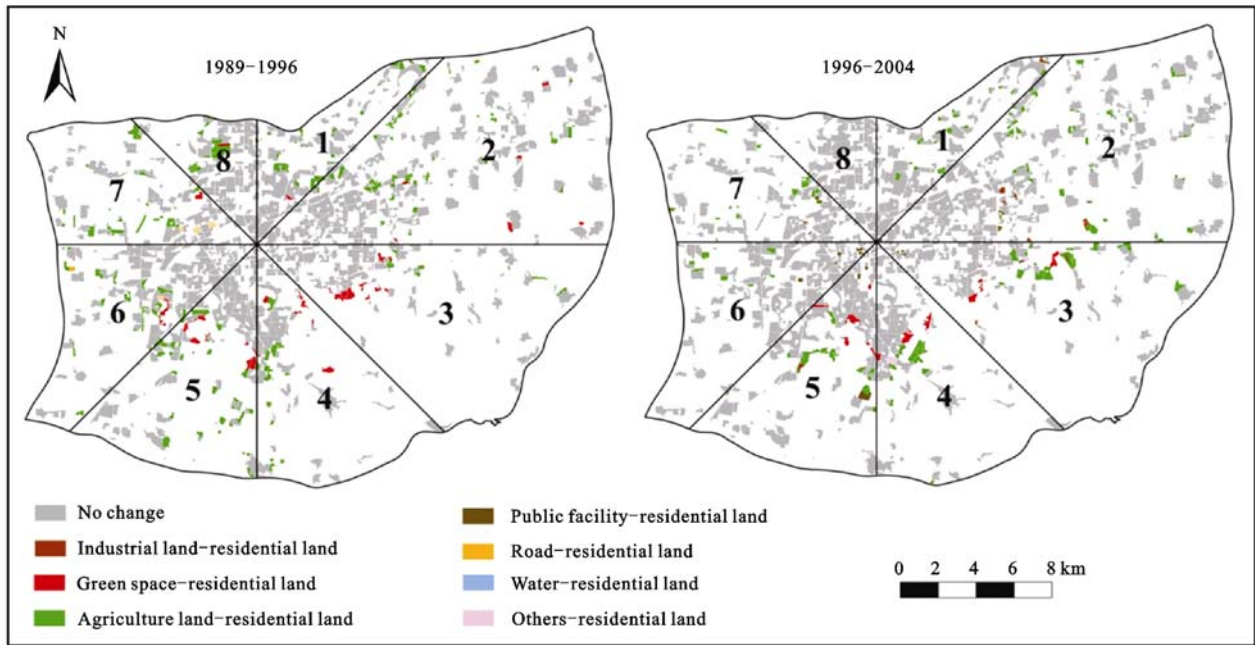 N
1989-1996
1996-2004
1
2
3
4
5
6
7
8
1
2
3
4
5
6
7
8
No change
Industrial land-residential land
Green space-residential land
Agriculture land-residential land
Public facility-residential land
Road-residential land
Water-residential land
Others-residential land
0 2 4 6 8 km